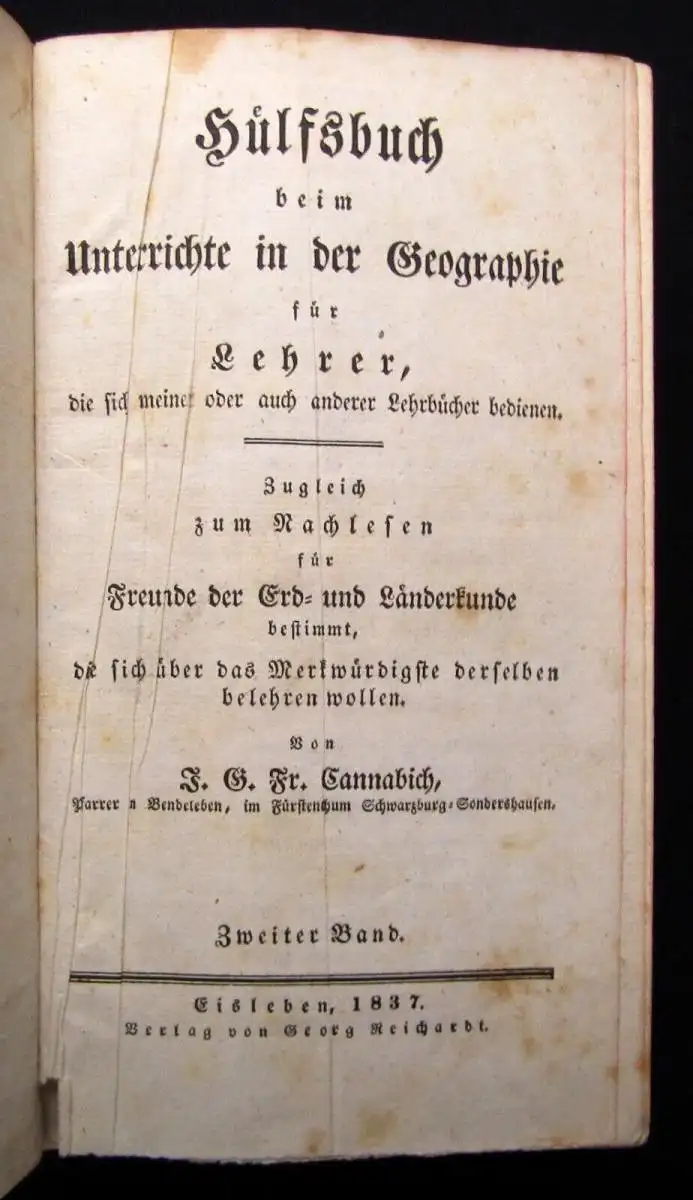 Hülfsbuch
beim
Unterrichte in der Geographie
für
Lehrer,
die sich meiner oder auch anderer Lehrbücher bedienen.
Zugleich
zum Nachlesen
für
Freunde der Erd- und Länderkunde
bestimmt,
die sich über das Merkwürdigste derselben
belehren wollen.
Von
J. G. Fr. Cannabich,
Pfarrer in Bendeleben, im Fürstenthum Schwarzburg-Sondershausen.
Zweiter Band.
Eisleben, 1837.
Verlag von Georg Reichardt.